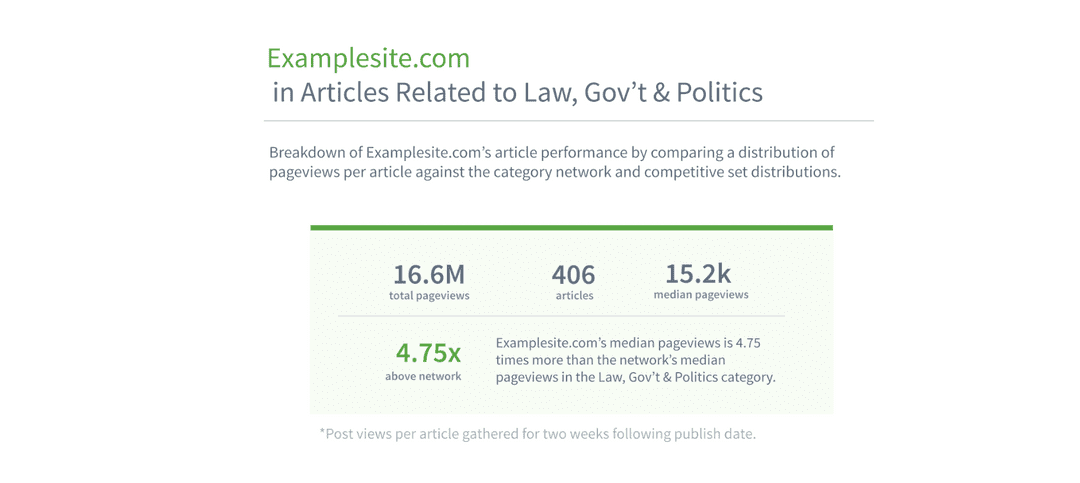 Examplesite.com
in Articles Related to Law, Gov’t & Politics
Breakdown of Examplesite.com’s article performance by comparing a distribution of
pageviews per article against the category network and competitive set distributions.
16.6M
total pageviews
406
articles
15.2k
median pageviews
4.75x
above network
Examplesite.com’s median pageviews is 4.75
times more than the network’s median
pageviews in the Law, Gov’t & Politics category.
*Post views per article gathered for two weeks following publish date.